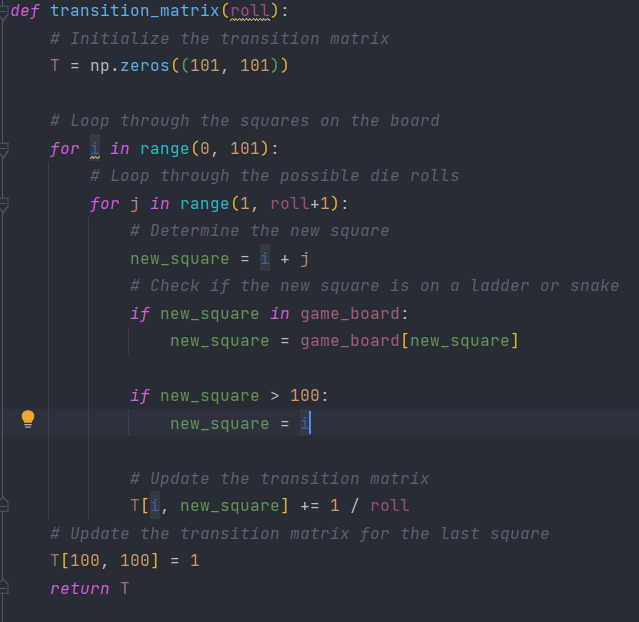 def transition_matrix(roll):
    # Initialize the transition matrix
    T = np.zeros((101, 101))
    # Loop through the squares on the board
    for i in range(0, 101):
        # Loop through the possible die rolls
        for j in range(1, roll+1):
            # Determine the new square
            new_square = i + j
            # Check if the new square is on a ladder or snake
            if new_square in game_board:
                new_square = game_board[new_square]
            if new_square > 100:
                new_square = i
            # Update the transition matrix
            T[i, new_square] += 1 / roll
    # Update the transition matrix for the last square
    T[100, 100] = 1
    return T